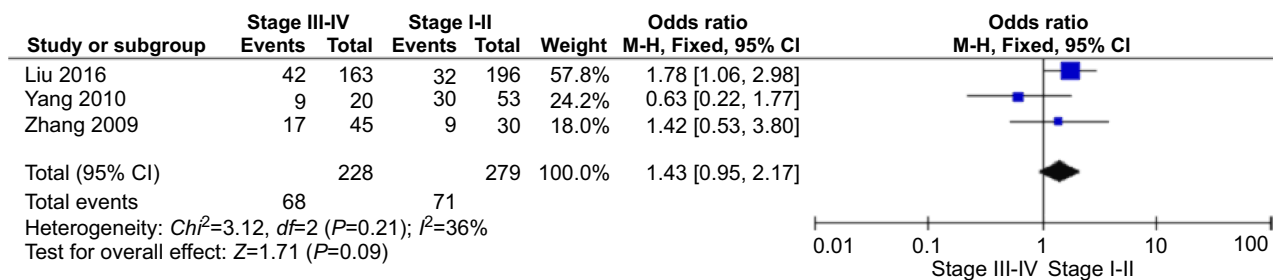 Stage III-IV Stage I-II Odds ratio Odds ratio
Study or subgroup Events Total Events Total Weight M-H, Fixed, 95% CI M-H, Fixed, 95% CI
Liu 2016 42 163 32 196 57.8% 1.78 [1.06, 2.98]
Yang 2010 9 20 30 53 24.2% 0.63 [0.22, 1.77]
Zhang 2009 17 45 9 30 18.0% 1.42 [0.53, 3.80]
Total (95% CI) 228 279 100.0% 1.43 [0.95, 2.17]
Total events 68 71
Heterogeneity: Chi²=3.12, df=2 (P=0.21); I²=36%
Test for overall effect: Z=1.71 (P=0.09)
0.01 0.1 1 10 100
Stage III-IV Stage I-II